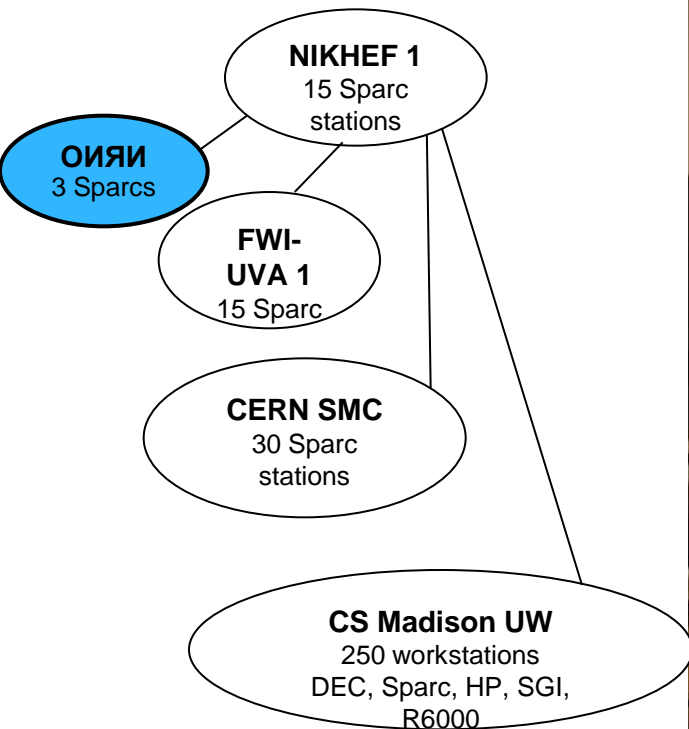 NIKHEF 1
15 Sparc
stations
ОИЯИ
3 Sparcs
FWI-
UVA 1
15 Sparc
CERN SMC
30 Sparc
stations
CS Madison UW
250 workstations
DEC, Sparc, HP, SGI,
R6000